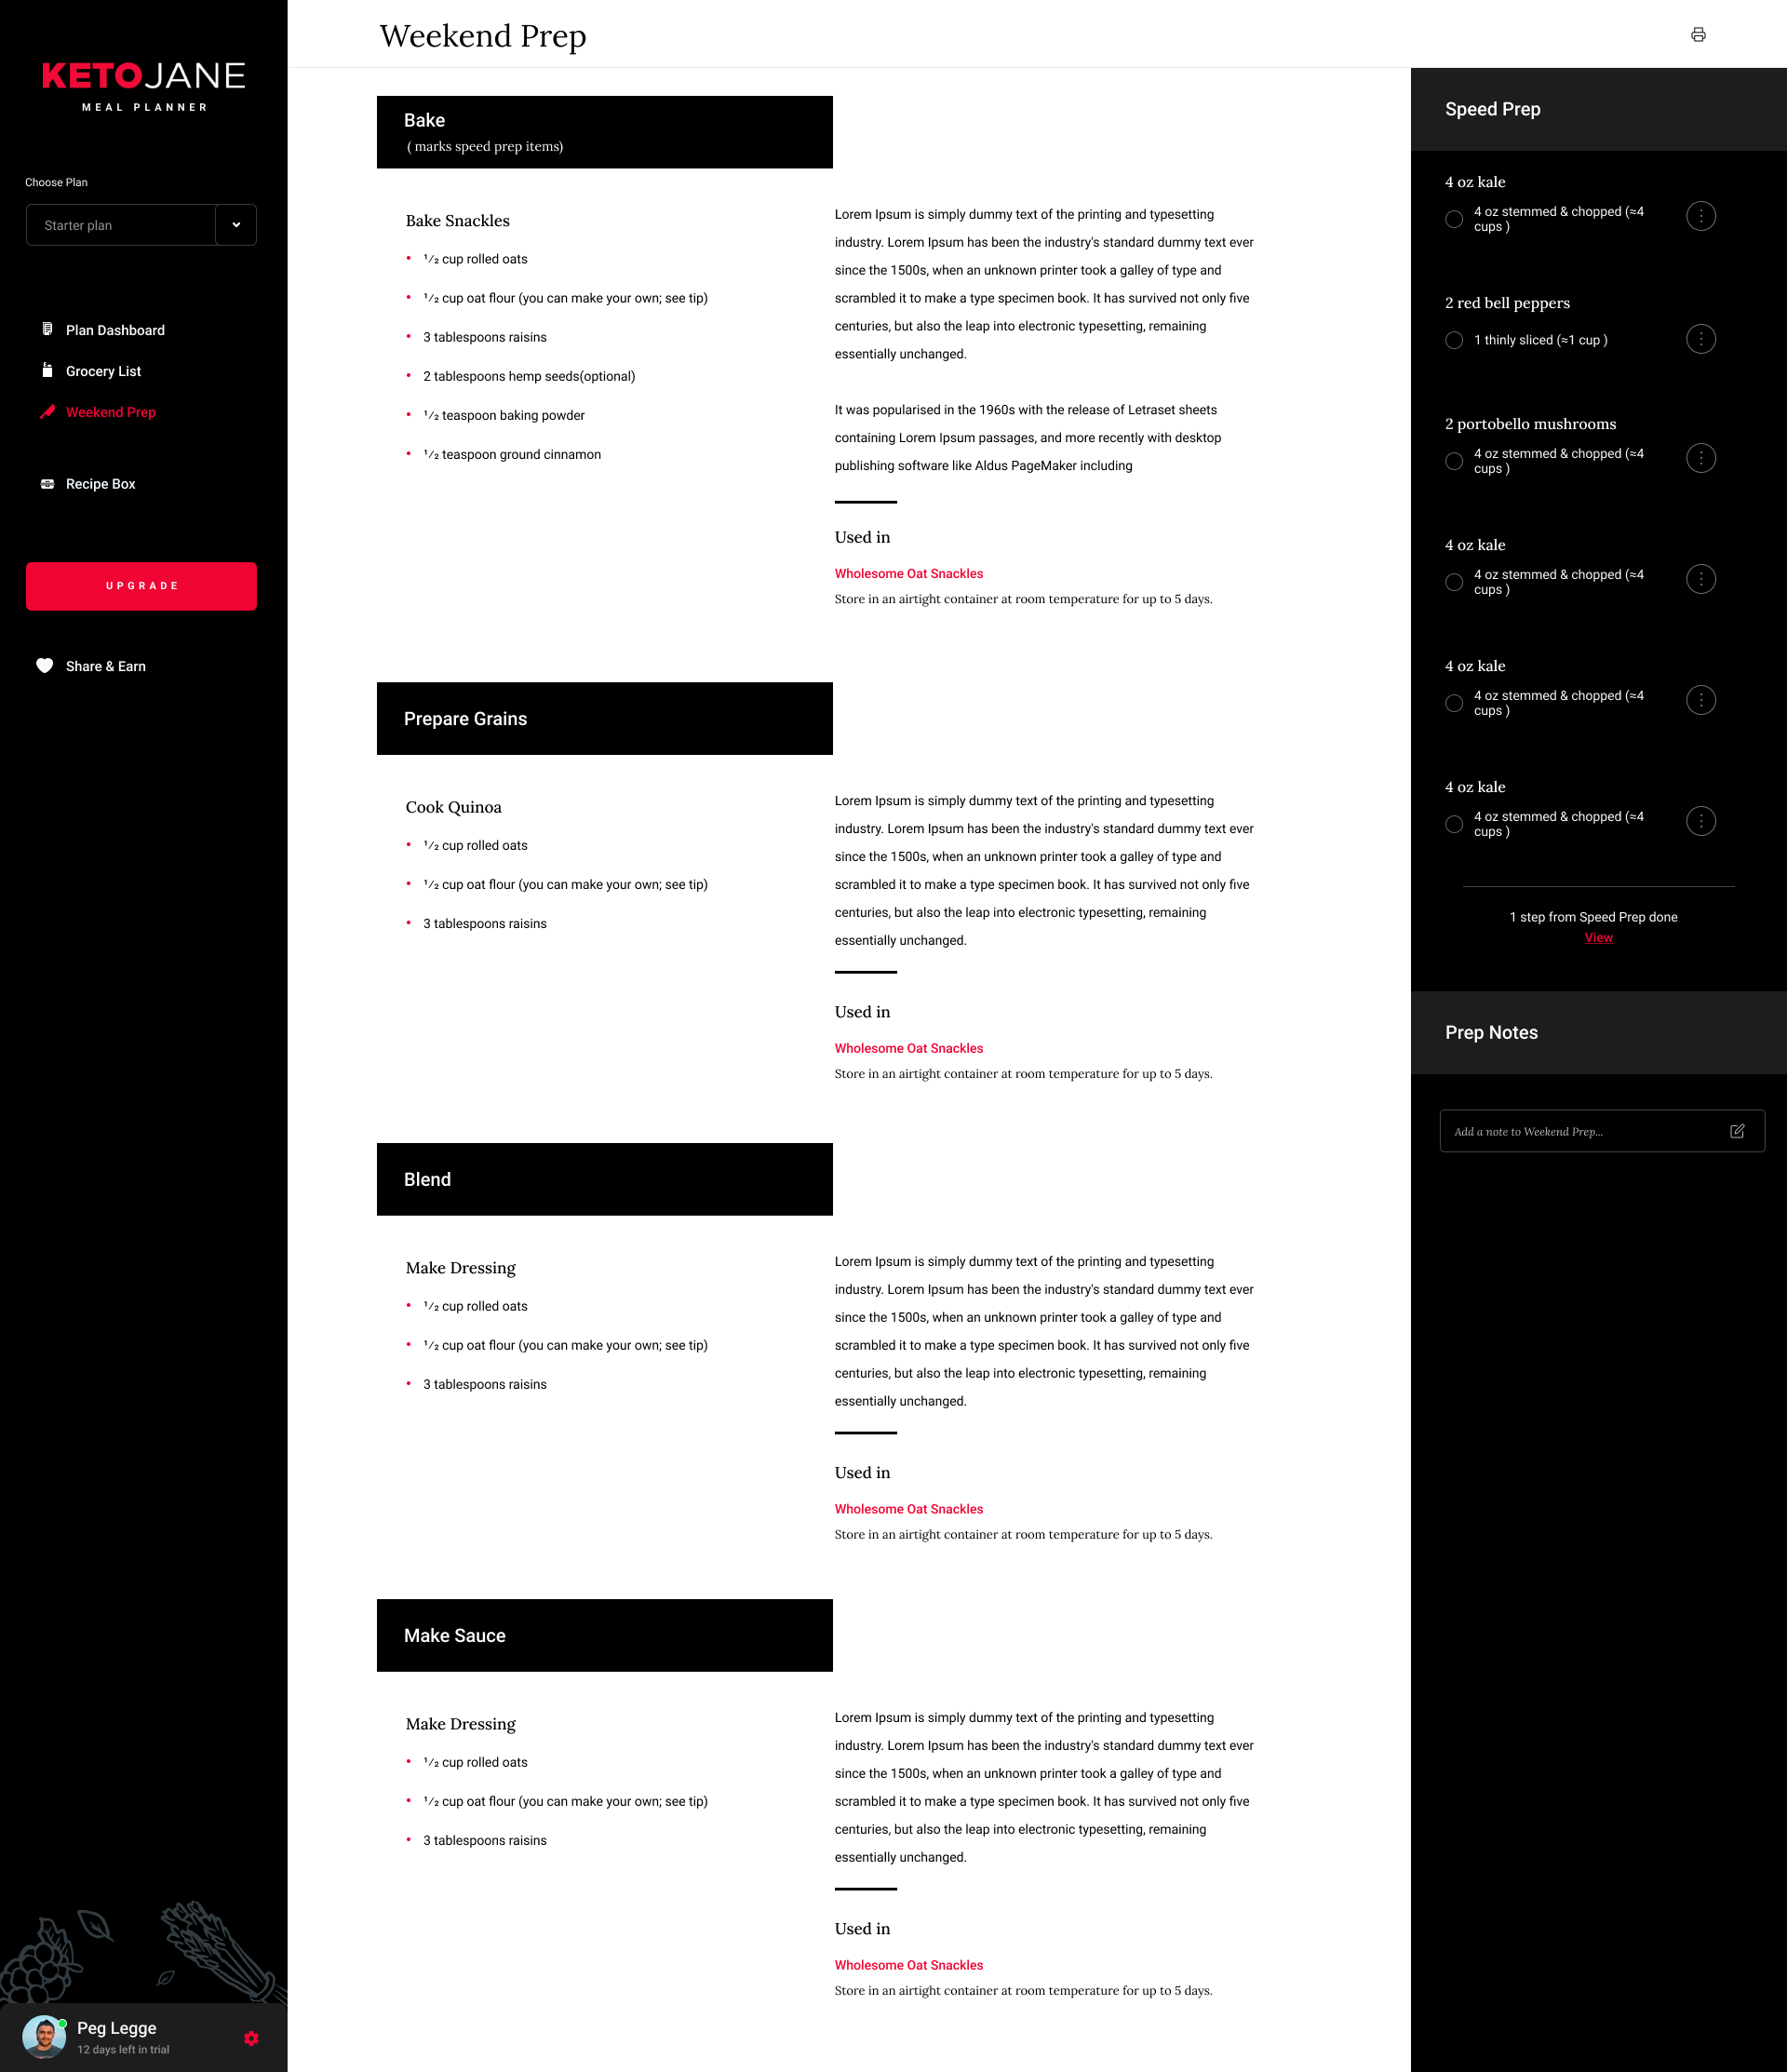 KETOJANE
MEAL PLANNER
Choose Plan
Starter plan
Plan Dashboard
Grocery List
Weekend Prep
Recipe Box
UPGRADE
Share & Earn
Peg Legge
12 days left in trial
Weekend Prep
Bake
( marks speed prep items)
Bake Snackles
1/2 cup rolled oats
1/2 cup oat flour (you can make your own; see tip)
3 tablespoons raisins
2 tablespoons hemp seeds(optional)
1/2 teaspoon baking powder
1/2 teaspoon ground cinnamon
Lorem Ipsum is simply dummy text of the printing and typesetting
industry. Lorem Ipsum has been the industry's standard dummy text ever
since the 1500s, when an unknown printer took a galley of type and
scrambled it to make a type specimen book. It has survived not only five
centuries, but also the leap into electronic typesetting, remaining
essentially unchanged.
It was popularised in the 1960s with the release of Letraset sheets
containing Lorem Ipsum passages, and more recently with desktop
publishing software like Aldus PageMaker including
Used in
Wholesome Oat Snackles
Store in an airtight container at room temperature for up to 5 days.
Prepare Grains
Cook Quinoa
1/2 cup rolled oats
1/2 cup oat flour (you can make your own; see tip)
3 tablespoons raisins
Lorem Ipsum is simply dummy text of the printing and typesetting
industry. Lorem Ipsum has been the industry's standard dummy text ever
since the 1500s, when an unknown printer took a galley of type and
scrambled it to make a type specimen book. It has survived not only five
centuries, but also the leap into electronic typesetting, remaining
essentially unchanged.
Used in
Wholesome Oat Snackles
Store in an airtight container at room temperature for up to 5 days.
Blend
Make Dressing
1/2 cup rolled oats
1/2 cup oat flour (you can make your own; see tip)
3 tablespoons raisins
Lorem Ipsum is simply dummy text of the printing and typesetting
industry. Lorem Ipsum has been the industry's standard dummy text ever
since the 1500s, when an unknown printer took a galley of type and
scrambled it to make a type specimen book. It has survived not only five
centuries, but also the leap into electronic typesetting, remaining
essentially unchanged.
Used in
Wholesome Oat Snackles
Store in an airtight container at room temperature for up to 5 days.
Make Sauce
Make Dressing
1/2 cup rolled oats
1/2 cup oat flour (you can make your own; see tip)
3 tablespoons raisins
Lorem Ipsum is simply dummy text of the printing and typesetting
industry. Lorem Ipsum has been the industry's standard dummy text ever
since the 1500s, when an unknown printer took a galley of type and
scrambled it to make a type specimen book. It has survived not only five
centuries, but also the leap into electronic typesetting, remaining
essentially unchanged.
Used in
Wholesome Oat Snackles
Store in an airtight container at room temperature for up to 5 days.
Speed Prep
4 oz kale
4 oz stemmed & chopped (≈4
cups )
2 red bell peppers
1 thinly sliced (≈1 cup )
2 portobello mushrooms
4 oz stemmed & chopped (≈4
cups )
4 oz kale
4 oz stemmed & chopped (≈4
cups )
4 oz kale
4 oz stemmed & chopped (≈4
cups )
4 oz kale
4 oz stemmed & chopped (≈4
cups )
1 step from Speed Prep done
View
Prep Notes
Add a note to Weekend Prep...